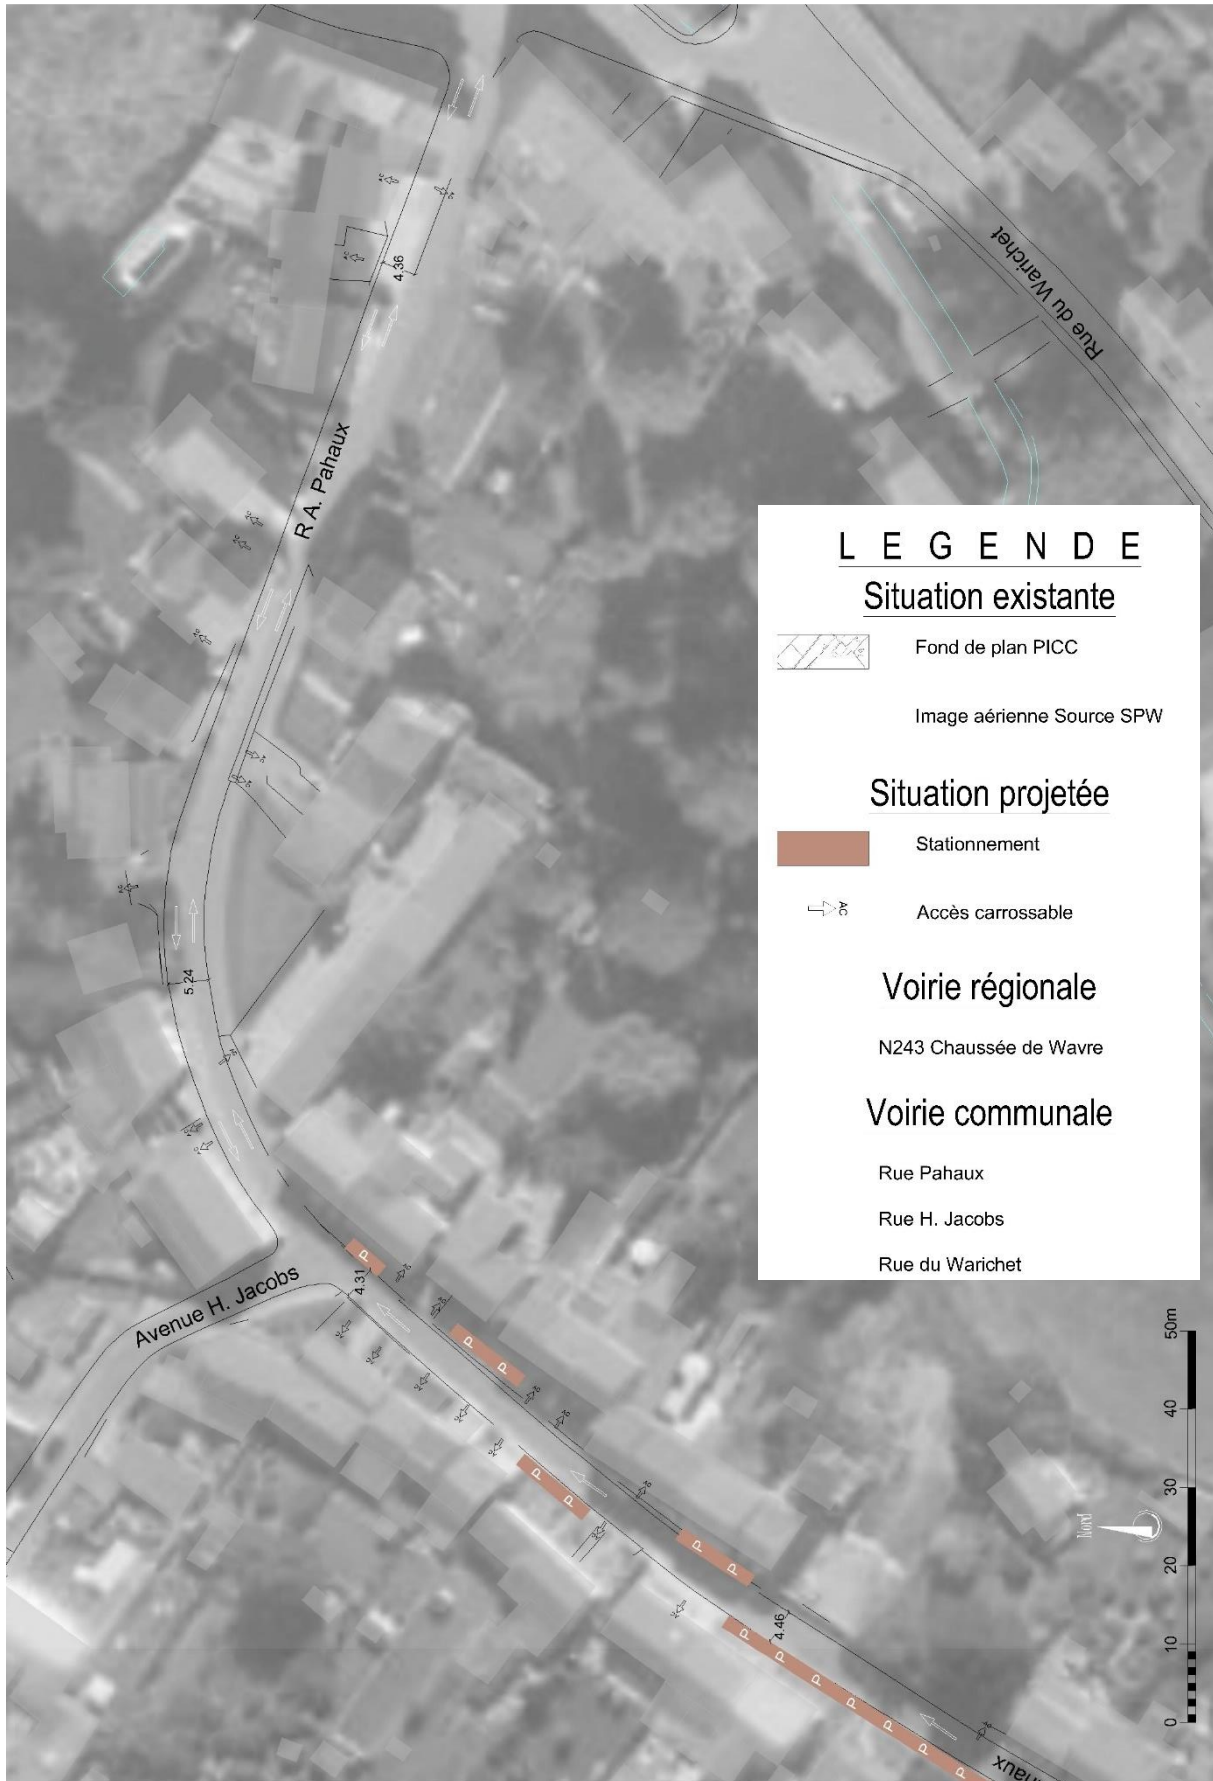 4.36
R A. Pahaux
Rue du Warichet
L E G E N D E
Situation existante
Fond de plan PICC
Image aérienne Source SPW
Situation projetée
Stationnement
AC
Accès carrossable
Voirie régionale
N243 Chaussée de Wavre
Voirie communale
Rue Pahaux
Rue H. Jacobs
Rue du Warichet
5.24
Avenue H. Jacobs
4.31
P
P
P
P
P
P
P
4.46
P
P
P
P
P
P
P
Nord
0 10 20 30 40 50m